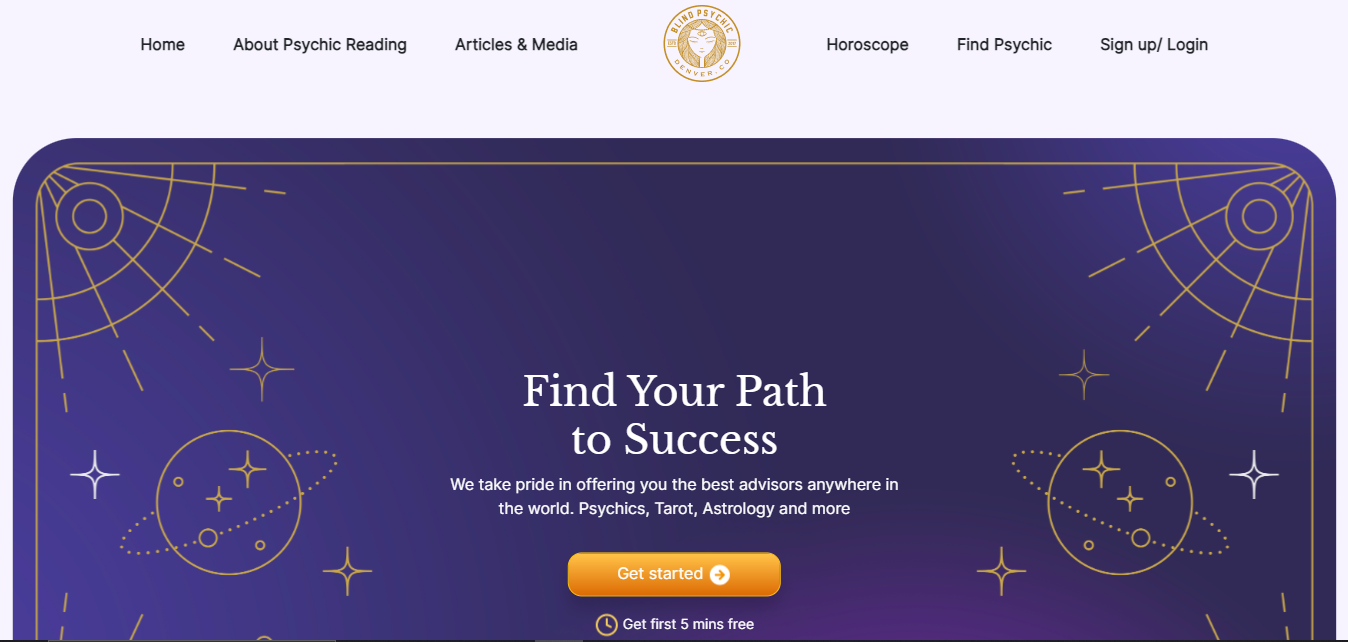 Home
About Psychic Reading
Articles & Media
BLIND PSYCHIC
DENVER, CO
Horoscope
Find Psychic
Sign up/ Login
Find Your Path
to Success
We take pride in offering you the best advisors anywhere in
the world. Psychics, Tarot, Astrology and more
Get started
Get first 5 mins free